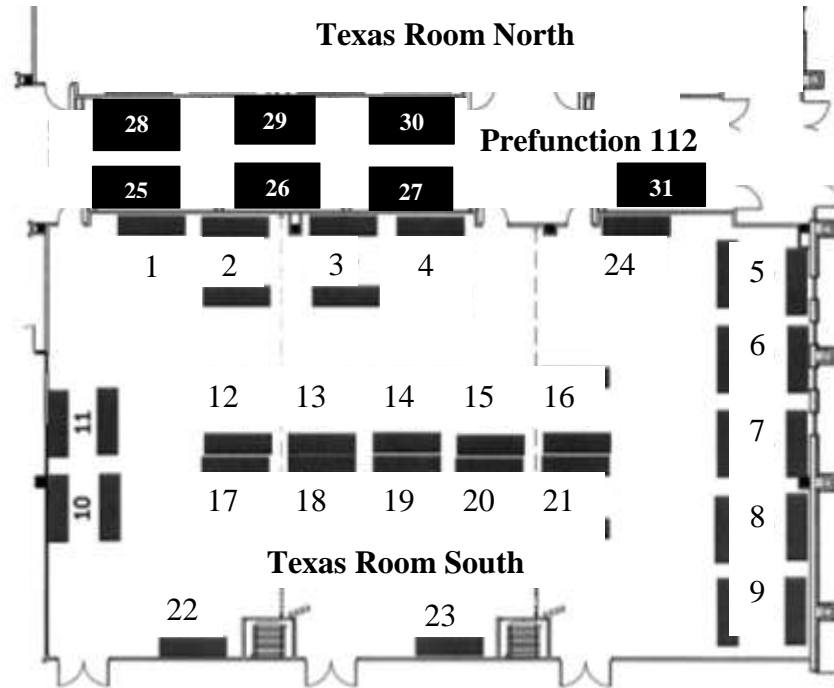 Texas Room North
28 29 30
Prefunction 112
25 26 27 31
1 2 3 4 24 5
6
12 13 14 15 16
11 7
10 17 18 19 20 21 8
Texas Room South
9
22 23